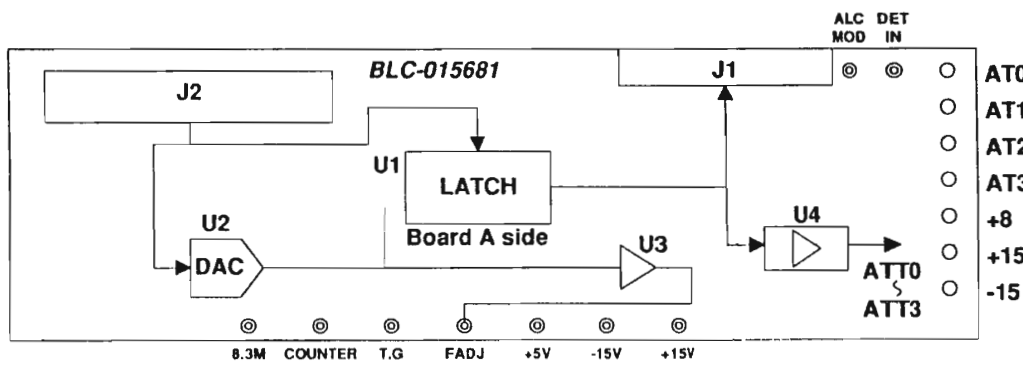 ALC DET
MOD IN
BLC-015681
J1
J2
AT0
AT1
AT2
AT3
+8
+15
-15
U1
LATCH
Board A side
U2
DAC
U3
U4
ATT0
ATT3
8.3M COUNTER T.G FADJ +5V -15V +15V